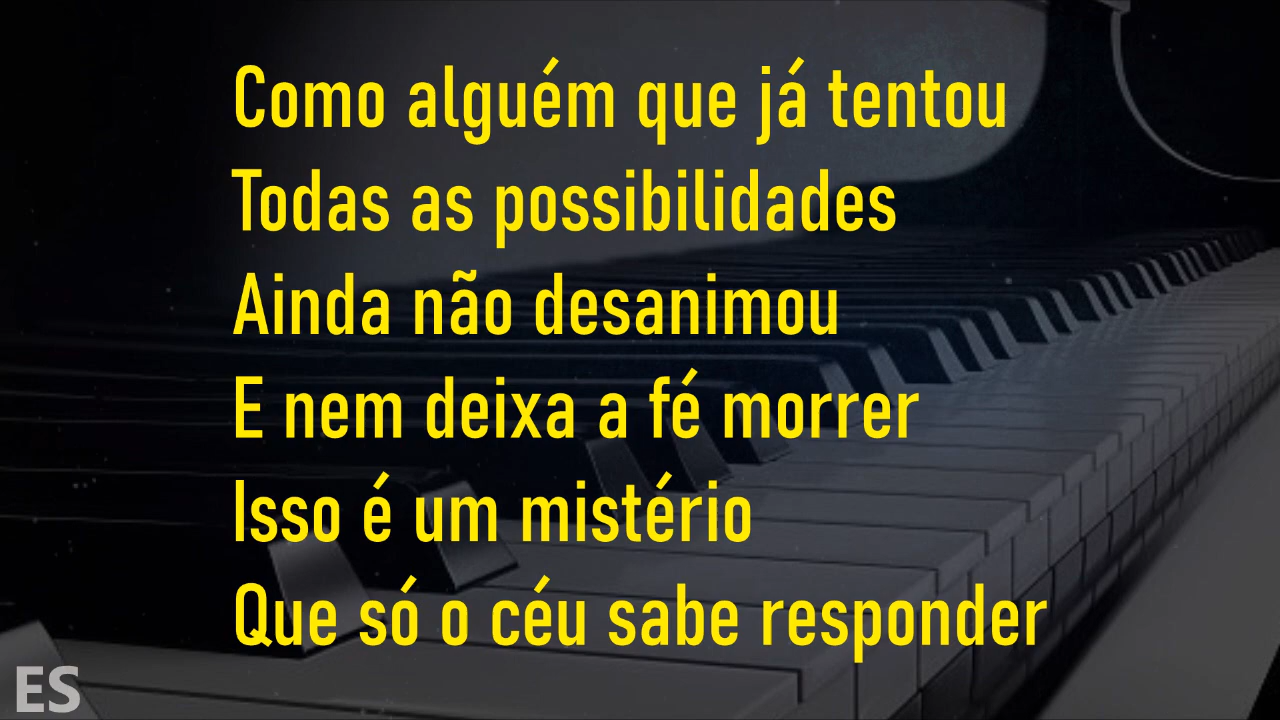 Como alguém que já tentou
Todas as possibilidades
Ainda não desanimou
E nem deixa a fé morrer
Isso é um mistério
Que só o céu sabe responder
ES